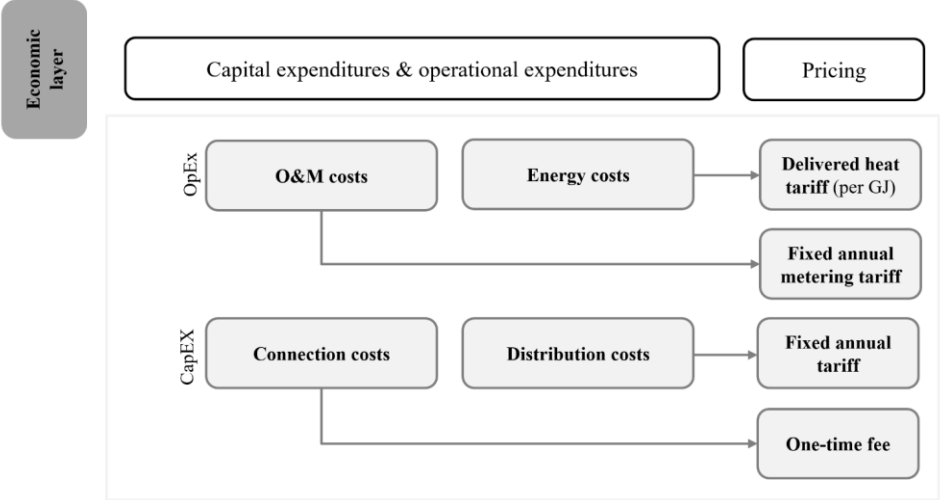 Economic
layer
Capital expenditures & operational expenditures
Pricing
OpEx
O&M costs
Energy costs
Delivered heat
tariff (per GJ)
Fixed annual
metering tariff
CapEX
Connection costs
Distribution costs
Fixed annual
tariff
One-time fee